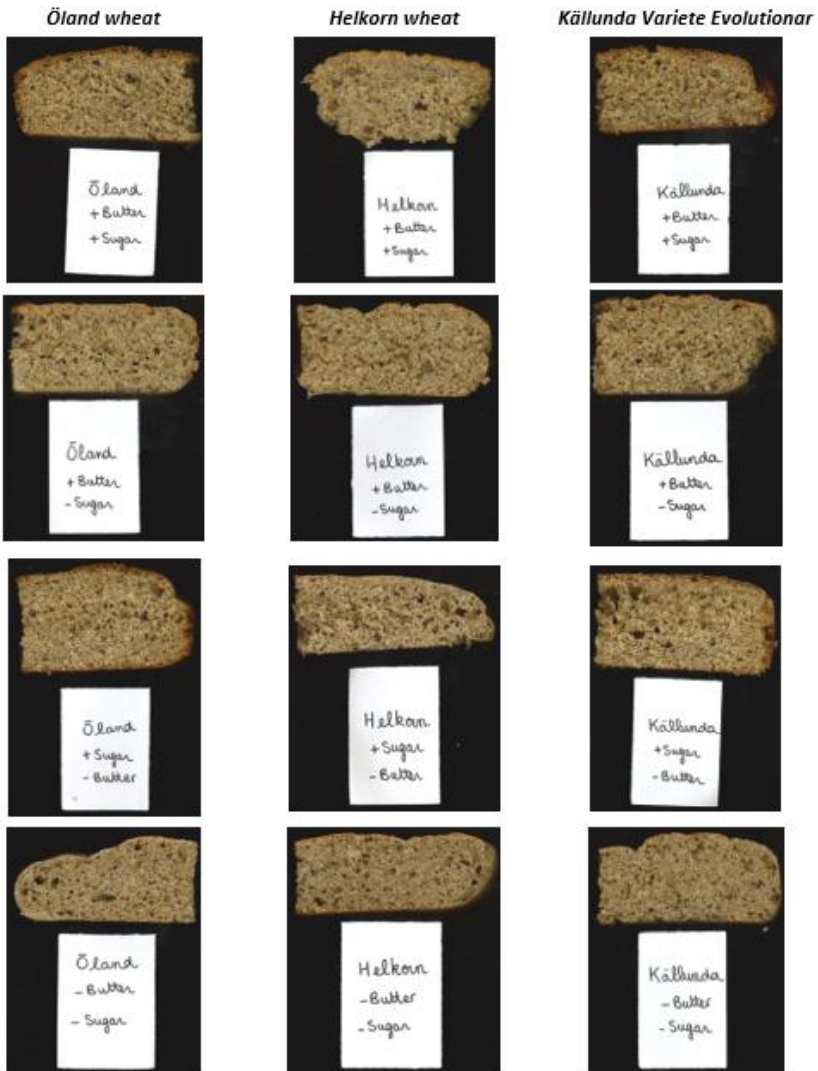 Öland wheat
Helkorn wheat
Källunda Variete Evolutionar
Öland
+ Butter
+ Sugar
Helkorn
+ Butter
+ Sugar
Källunda
+ Butter
+ Sugar
Öland
+ Butter
- Sugar
Helkorn
+ Butter
- Sugar
Källunda
+ Butter
- Sugar
Öland
+ Sugar
- Butter
Helkorn
+ Sugar
- Butter
Källunda
+ Sugar
- Butter
Öland
- Butter
- Sugar
Helkorn
- Butter
- Sugar
Källunda
- Butter
- Sugar